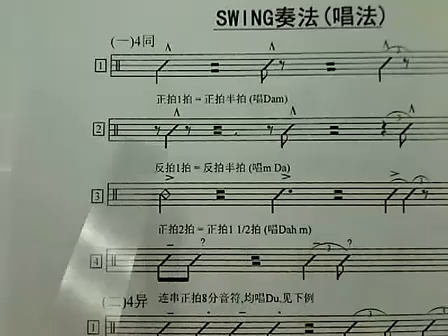 SWING奏法(唱法)
(一)4同
1
正拍1拍 = 正拍半拍 (唱Dam)
2
反拍1拍 = 反拍半拍 (唱m Da)
3
正拍2拍 = 正拍1 1/2拍 (唱Dah m)
4
(二)4异 连串正拍8分音符,均唱Du,见下例
1